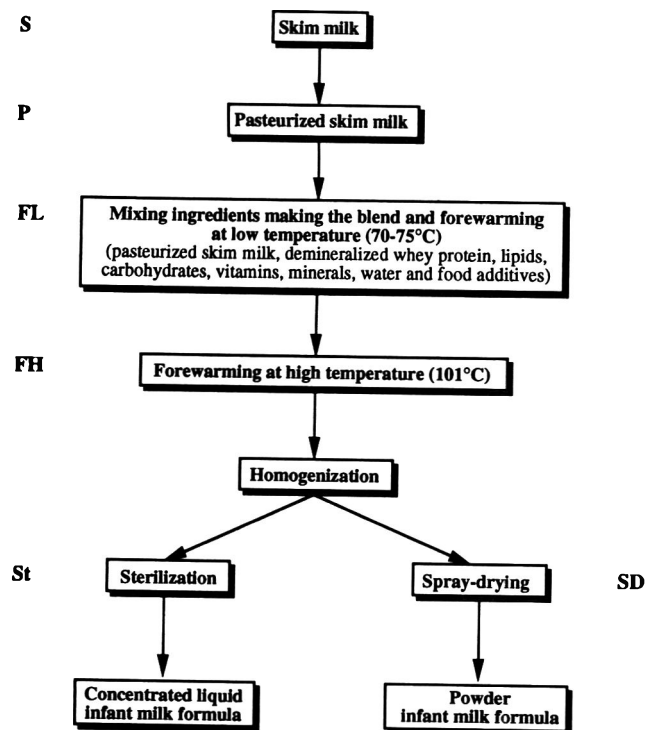 S
Skim milk
P
Pasteurized skim milk
FL
Mixing ingredients making the blend and forewarming
at low temperature (70-75°C)
(pasteurized skim milk, demineralized whey protein, lipids,
carbohydrates, vitamins, minerals, water and food additives)
FH
Forewarming at high temperature (101°C)
Homogenization
St
Sterilization
Spray-drying
SD
Concentrated liquid
infant milk formula
Powder
infant milk formula